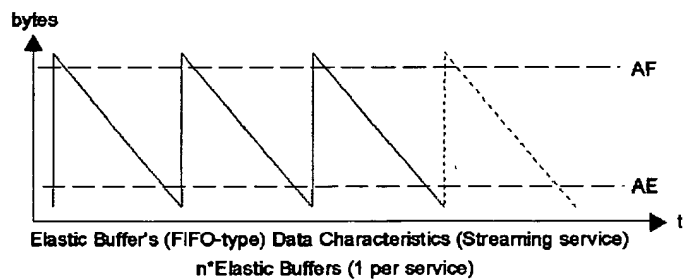 bytes
AF
AE
t
Elastic Buffer's (FIFO-type) Data Characteristics (Streaming service)
n*Elastic Buffers (1 per service)